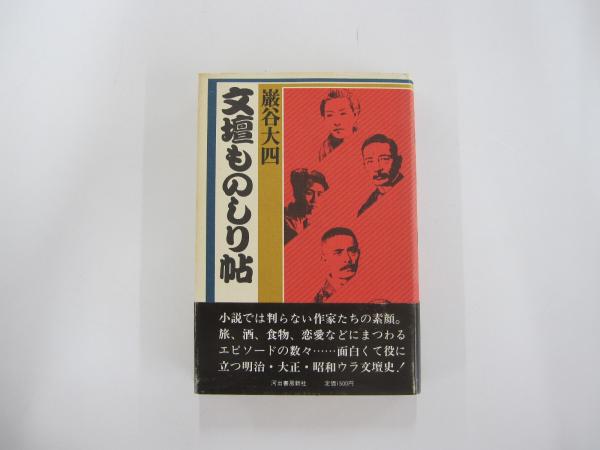 文壇ものしり帖
巌谷大四
小説では判らない作家たちの素顔。
旅、酒、食物、恋愛などにまつわる
エピソードの数々……面白くて役に
立つ明治・大正・昭和ウラ文壇史!
河出書房新社 定価1500円